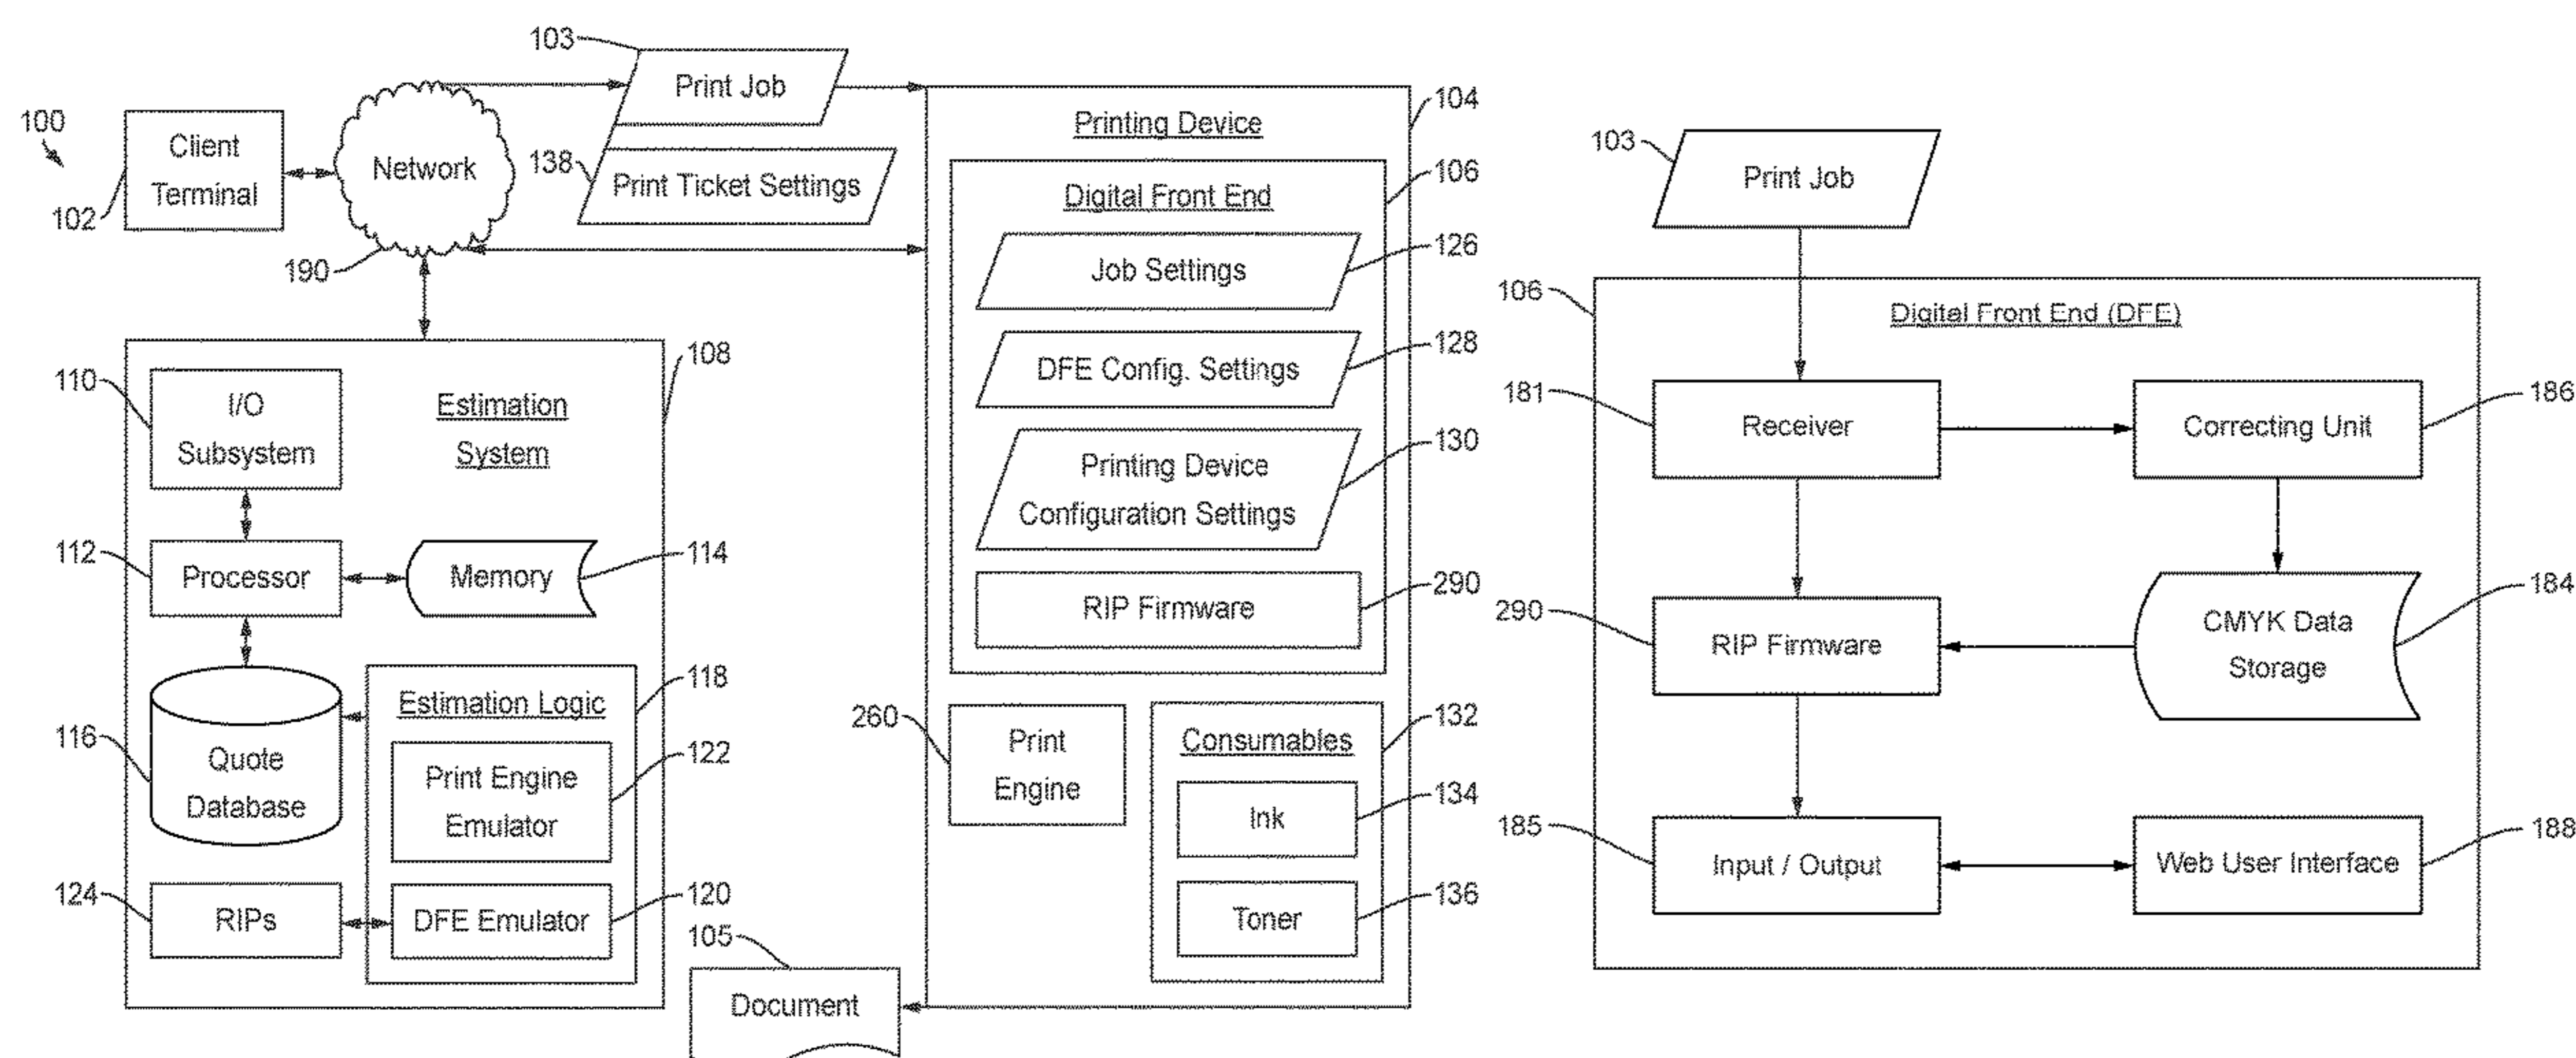 100
Client
Terminal
102
Network
190
103
Print Job
138
Print Ticket Settings
108
Estimation
System
110
I/O
Subsystem
112
Processor
114
Memory
116
Quote
Database
118
Estimation Logic
122
Print Engine
Emulator
124
RIPs
120
DFE Emulator
105
Document
104
Printing Device
106
Digital Front End
126
Job Settings
128
DFE Config. Settings
130
Printing Device
Configuration Settings
290
RIP Firmware
260
Print
Engine
132
Consumables
134
Ink
136
Toner
103
Print Job
106
Digital Front End (DFE)
181
Receiver
186
Correcting Unit
290
RIP Firmware
184
CMYK Data
Storage
185
Input / Output
188
Web User Interface